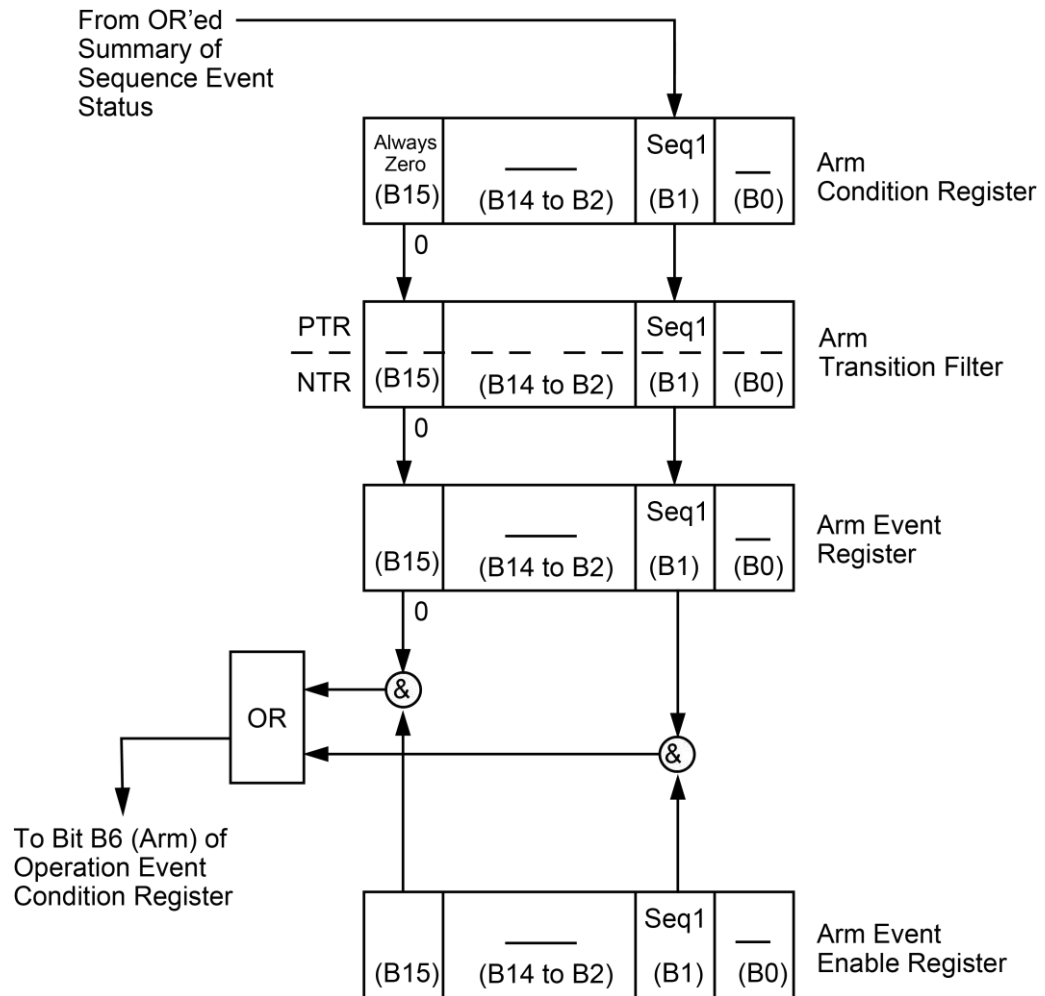 From OR’ed
Summary of
Sequence Event
Status
Always
Zero
(B15)
(B14 to B2)
Seq1
(B1)
(B0)
Arm
Condition Register
0
PTR
NTR
(B15)
(B14 to B2)
Seq1
(B1)
(B0)
Arm
Transition Filter
0
(B15)
(B14 to B2)
Seq1
(B1)
(B0)
Arm Event
Register
0
&
OR
&
To Bit B6 (Arm) of
Operation Event
Condition Register
(B15)
(B14 to B2)
Seq1
(B1)
(B0)
Arm Event
Enable Register